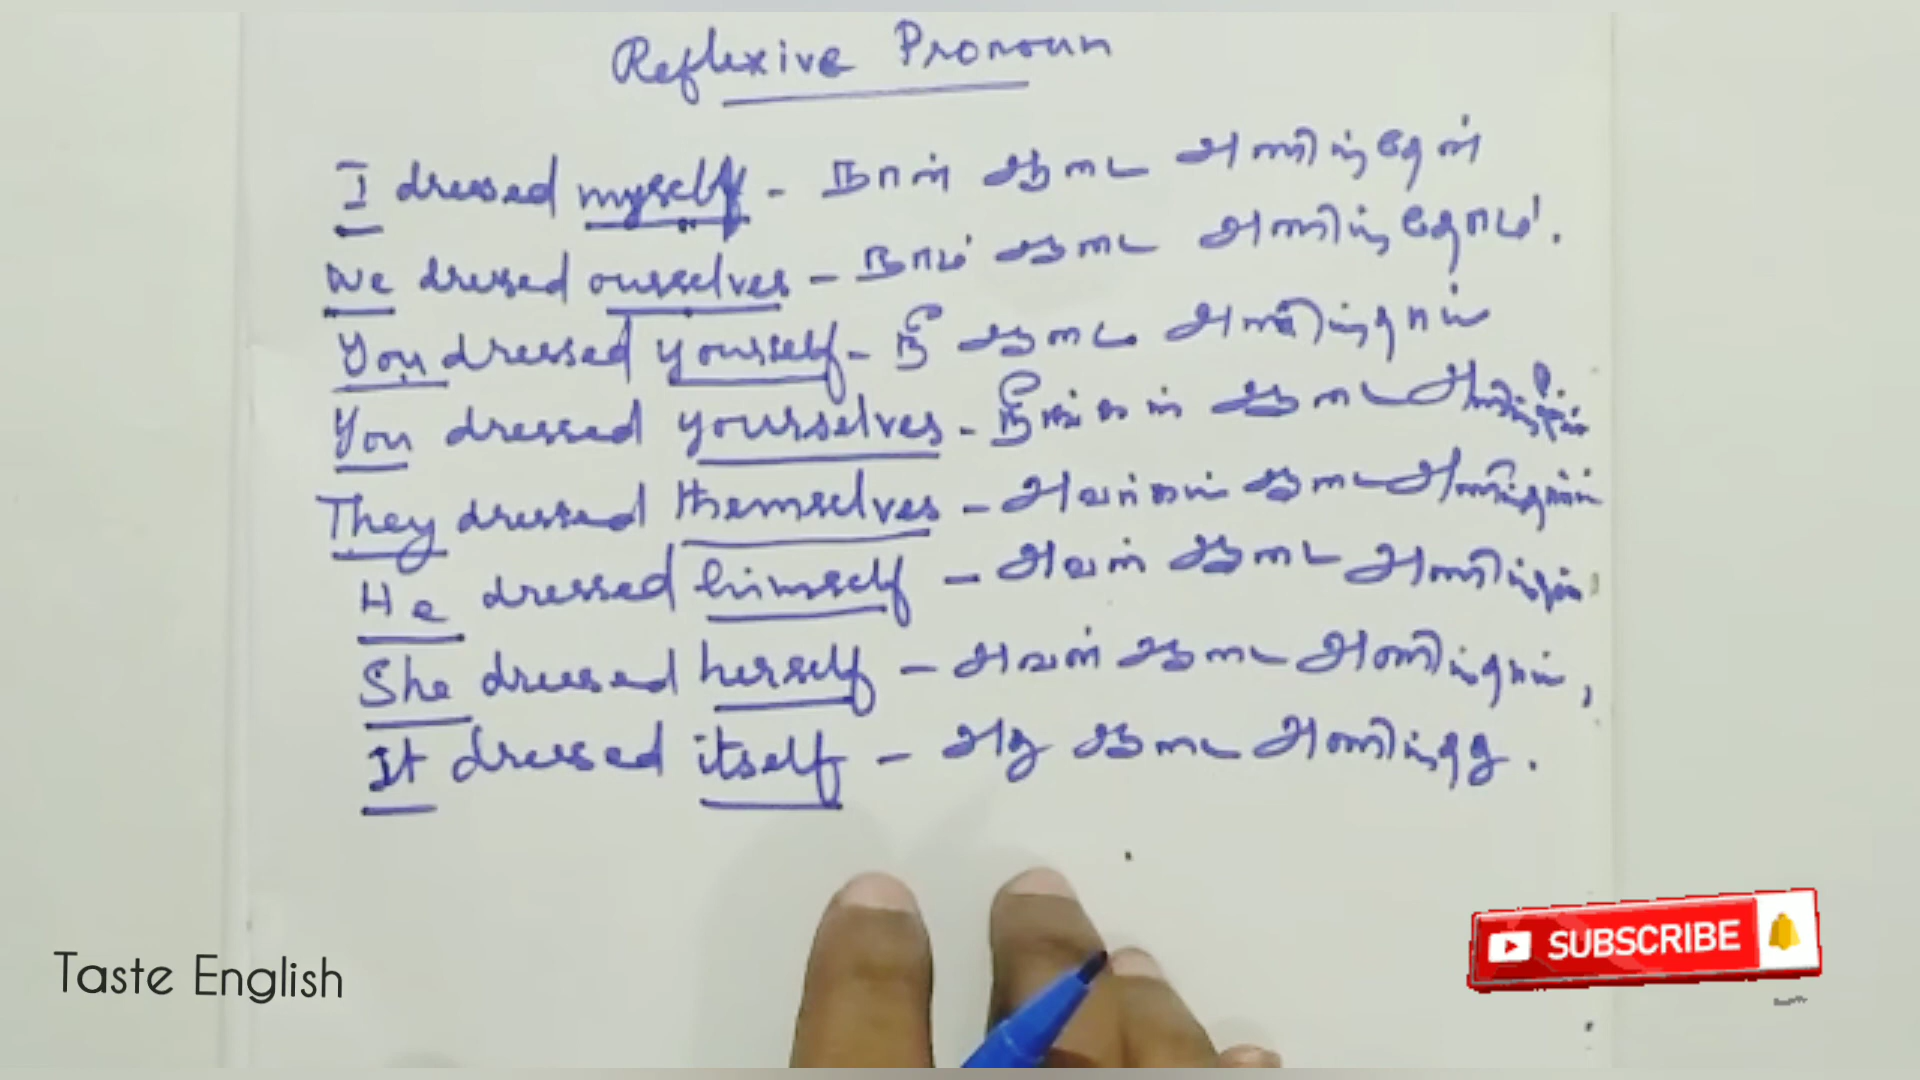 Reflexive Pronoun
I dressed myself - நான் ஆடை அணிந்தேன்
We dressed ourselves - நாம் ஆடை அணிந்தோம்.
You dressed yourself - நீ ஆடை அணிந்தாய்
You dressed yourselves - நீங்கள் ஆடை அணிந்தீர்கள்
They dressed themselves - அவர்கள் ஆடை அணிந்தார்கள்
He dressed himself - அவன் ஆடை அணிந்தான்
She dressed herself - அவள் ஆடை அணிந்தாள்,
It dressed itself - அது ஆடை அணிந்தது.
Taste English
SUBSCRIBE